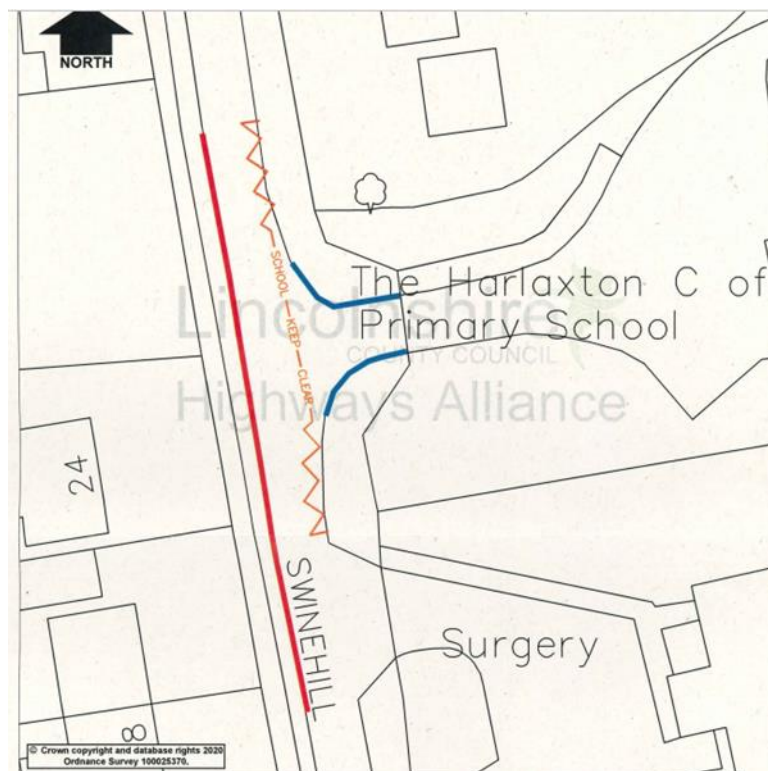 NORTH
SCHOOL KEEP CLEAR
The Harlaxton C of
Primary School
Lincolnshire
COUNTY COUNCIL
Highways Alliance
24
SWINEHILL
Surgery
8
© Crown copyright and database rights 2020
Ordnance Survey 100025370.